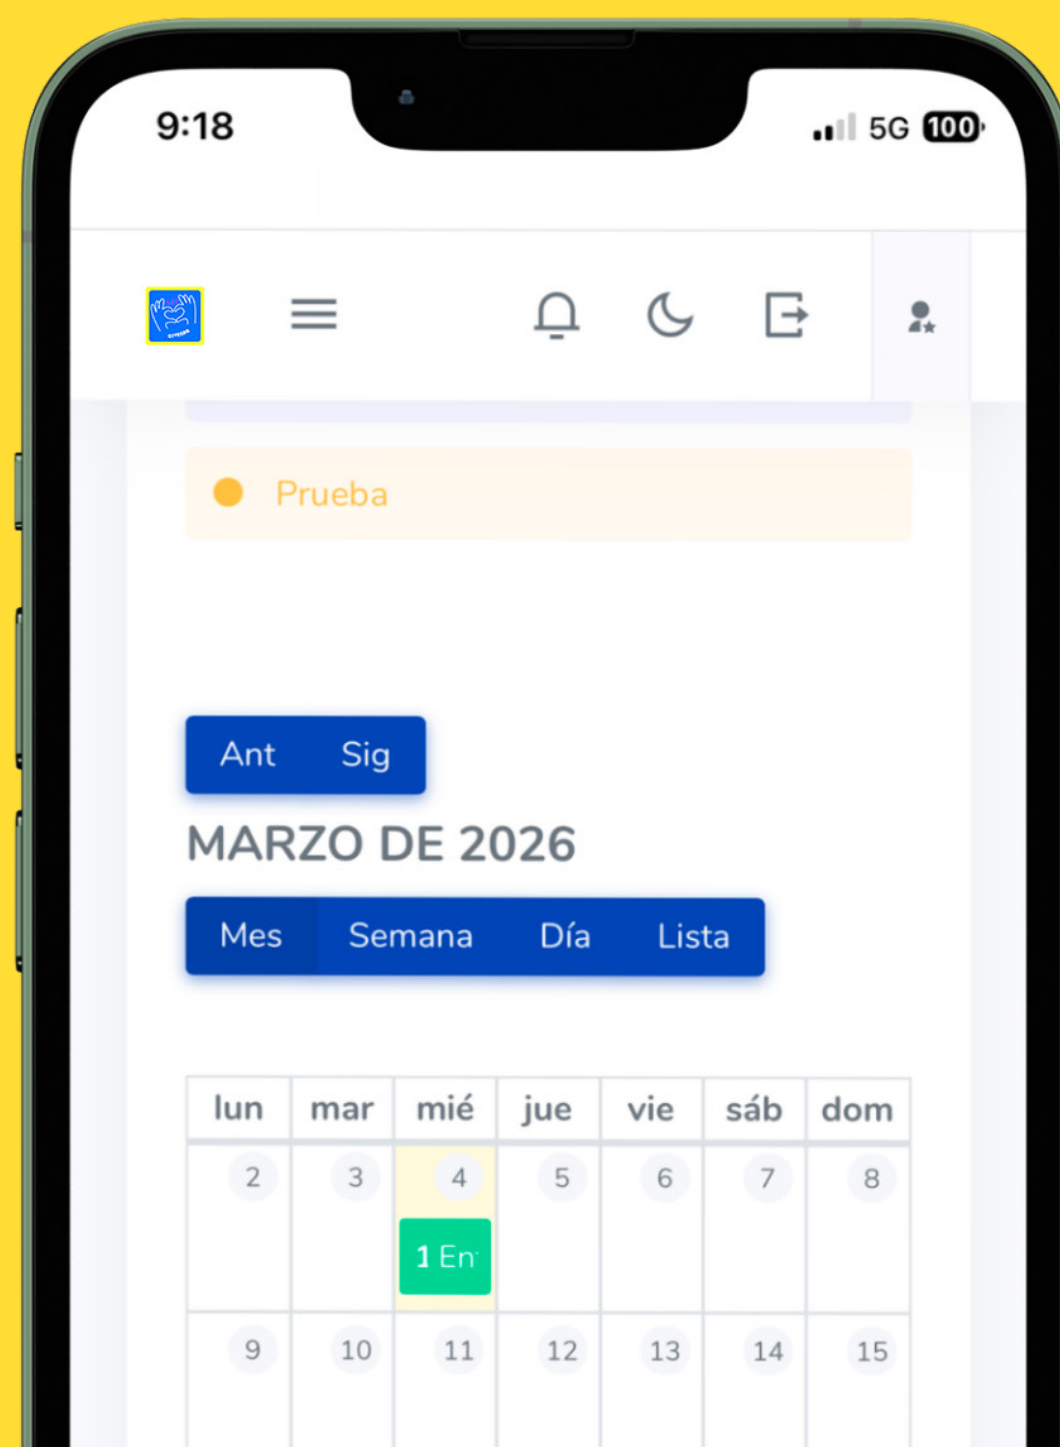 9:18 5G 100
Prueba
Ant Sig
MARZO DE 2026
Mes Semana Día Lista
lun mar mié jue vie sáb dom
2 3 4 5 6 7 8
1 En
9 10 11 12 13 14 15